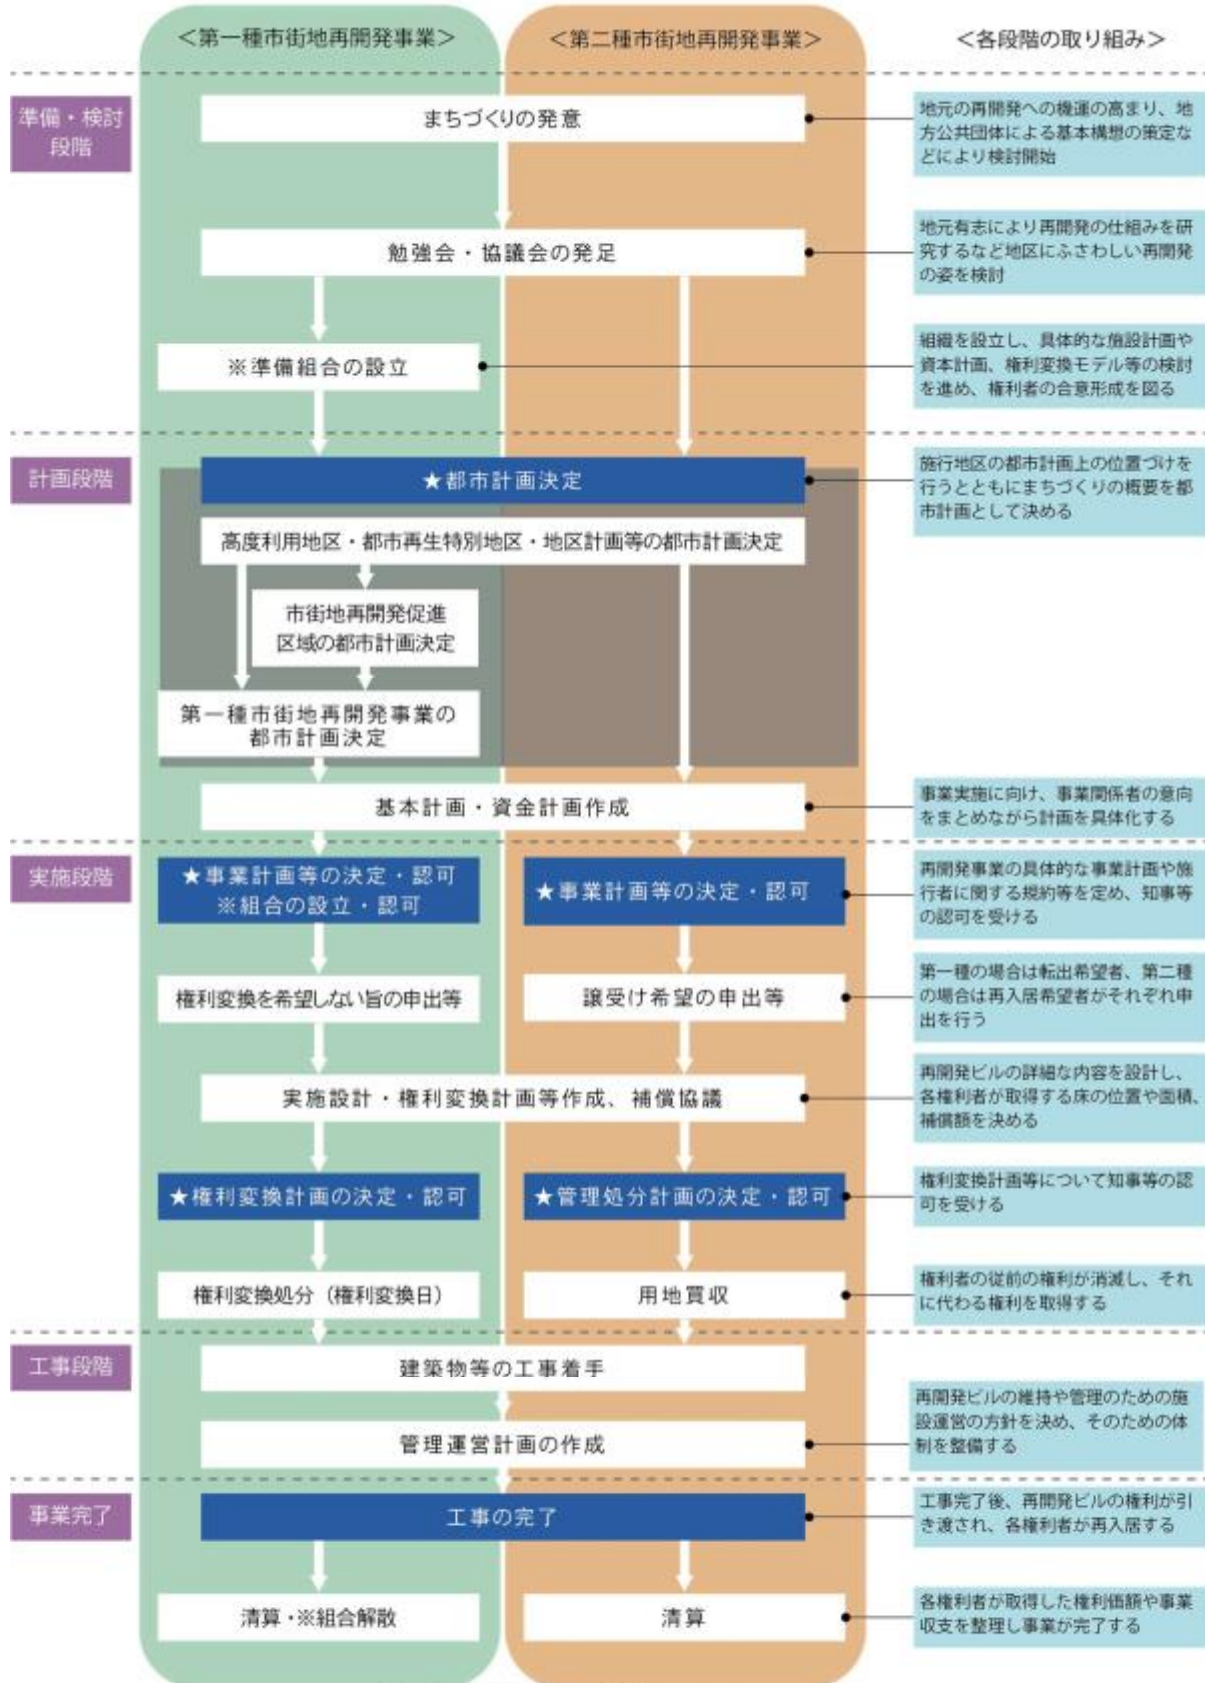 ＜第一種市街地再開発事業＞
＜第二種市街地再開発事業＞
＜各段階の取り組み＞
準備・検討
段階
まちづくりの発意
地元の再開発への機運の高まり、地
方公共団体による基本構想の策定な
どにより検討開始
勉強会・協議会の発足
地元有志により再開発の仕組みを研
究するなど地区にふさわしい再開発
の姿を検討
※準備組合の設立
組織を設立し、具体的な施設計画や
資本計画、権利変換モデル等の検討
を進め、権利者の合意形成を図る
計画段階
★都市計画決定
施行地区の都市計画上の位置づけを
行うとともにまちづくりの概要を都
市計画として決める
高度利用地区・都市再生特別地区・地区計画等の都市計画決定
市街地再開発促進
区域の都市計画決定
第一種市街地再開発事業の
都市計画決定
基本計画・資金計画作成
事業実施に向け、事業関係者の意向
をまとめながら計画を具体化する
実施段階
★事業計画等の決定・認可
※組合の設立・認可
★事業計画等の決定・認可
再開発事業の具体的な事業計画や施
行者に関する規約等を定め、知事等
の認可を受ける
権利変換を希望しない旨の申出等
譲受け希望の申出等
第一種の場合は転出希望者、第二種
の場合は再入居希望者がそれぞれ申
出を行う
実施設計・権利変換計画等作成、補償協議
再開発ビルの詳細な内容を設計し、
各権利者が取得する床の位置や面積、
補償額を決める
★権利変換計画の決定・認可
★管理処分計画の決定・認可
権利変換計画等について知事等の認
可を受ける
権利変換処分（権利変換日）
用地買収
権利者の従前の権利が消滅し、それ
に代わる権利を取得する
工事段階
建築物等の工事着手
管理運営計画の作成
再開発ビルの維持や管理のための施
設運営の方針を決め、そのための体
制を整備する
事業完了
工事の完了
工事完了後、再開発ビルの権利が引
き渡され、各権利者が再入居する
清算・※組合解散
清算
各権利者が取得した権利価額や事業
収支を整理し事業が完了する